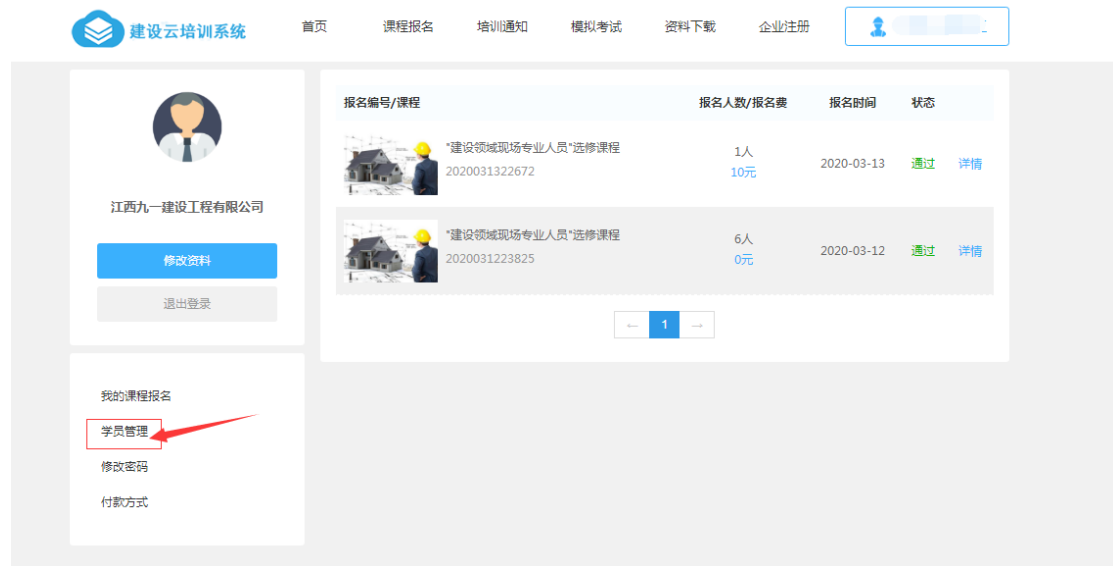 建设云培训系统
首页 课程报名 培训通知 模拟考试 资料下载 企业注册
江西九一建设工程有限公司
修改资料
退出登录
我的课程报名
学员管理
修改密码
付款方式
报名编号/课程 报名人数/报名费 报名时间 状态
"建设领域现场专业人员"选修课程
2020031322672
1人
10元
2020-03-13 通过 详情
"建设领域现场专业人员"选修课程
2020031223825
6人
0元
2020-03-12 通过 详情
← 1 →